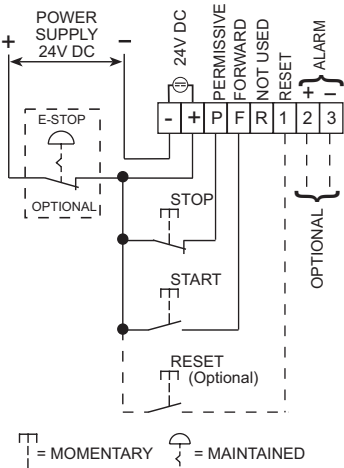 POWER
SUPPLY
24V DC
+
–
24V DC
PERMISSIVE
FORWARD
NOT USED
RESET
ALARM
+ –
- + P F R 1 2 3
E-STOP
OPTIONAL
STOP
OPTIONAL
START
RESET
(Optional)
= MOMENTARY
= MAINTAINED